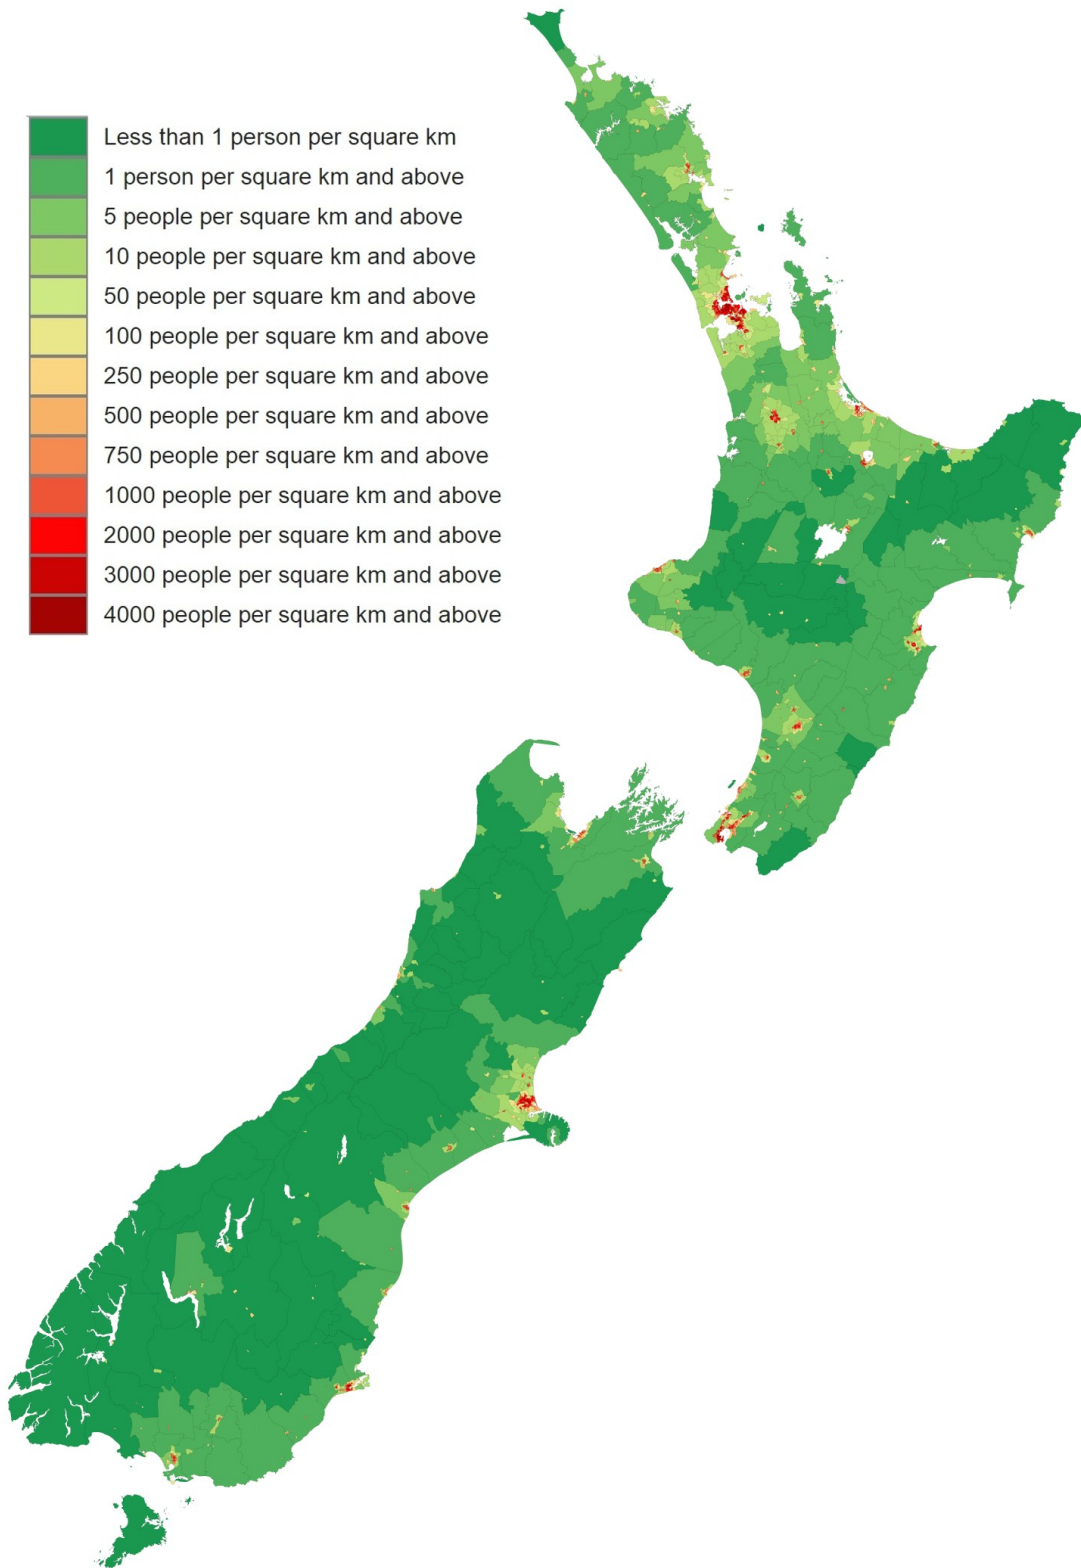 Less than 1 person per square km
1 person per square km and above
5 people per square km and above
10 people per square km and above
50 people per square km and above
100 people per square km and above
250 people per square km and above
500 people per square km and above
750 people per square km and above
1000 people per square km and above
2000 people per square km and above
3000 people per square km and above
4000 people per square km and above